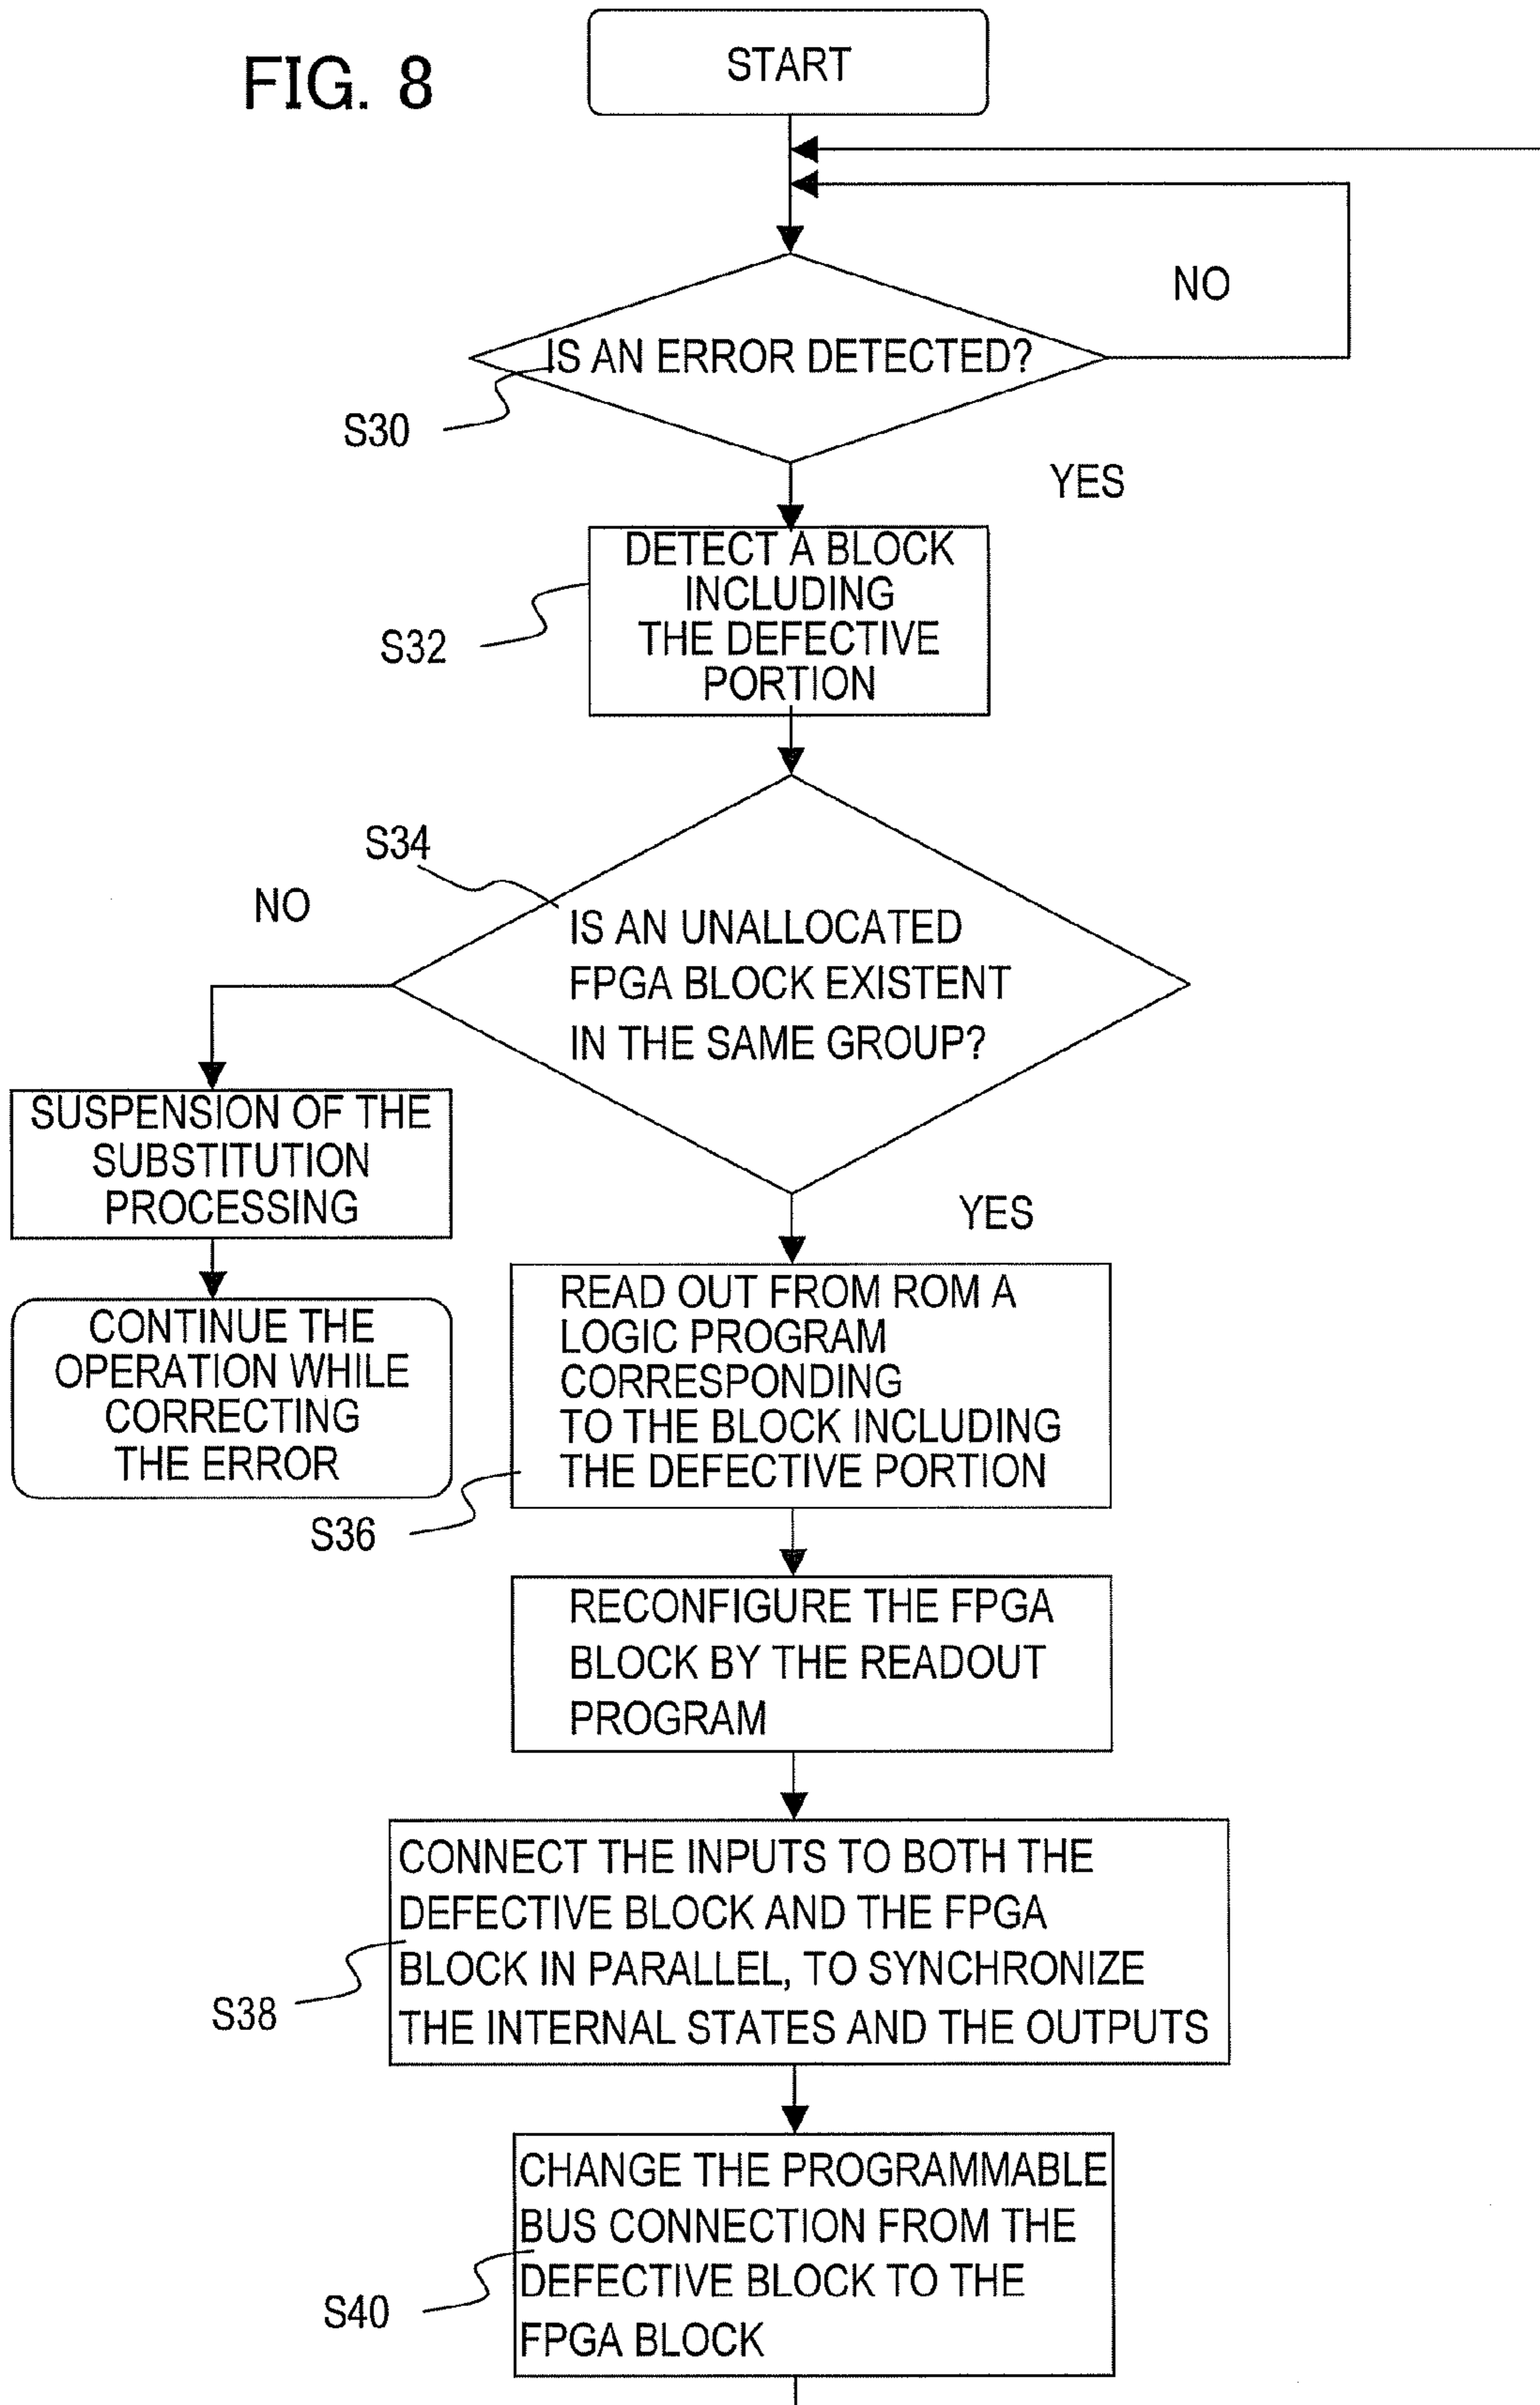 FIG. 8
START
NO
IS AN ERROR DETECTED?
S30
YES
DETECT A BLOCK
INCLUDING
THE DEFECTIVE
PORTION
S32
S34
NO
IS AN UNALLOCATED
FPGA BLOCK EXISTENT
IN THE SAME GROUP?
SUSPENSION OF THE
SUBSTITUTION
PROCESSING
YES
CONTINUE THE
OPERATION WHILE
CORRECTING
THE ERROR
READ OUT FROM ROM A
LOGIC PROGRAM
CORRESPONDING
TO THE BLOCK INCLUDING
THE DEFECTIVE PORTION
S36
RECONFIGURE THE FPGA
BLOCK BY THE READOUT
PROGRAM
CONNECT THE INPUTS TO BOTH THE
DEFECTIVE BLOCK AND THE FPGA
BLOCK IN PARALLEL, TO SYNCHRONIZE
THE INTERNAL STATES AND THE OUTPUTS
S38
CHANGE THE PROGRAMMABLE
BUS CONNECTION FROM THE
DEFECTIVE BLOCK TO THE
FPGA BLOCK
S40